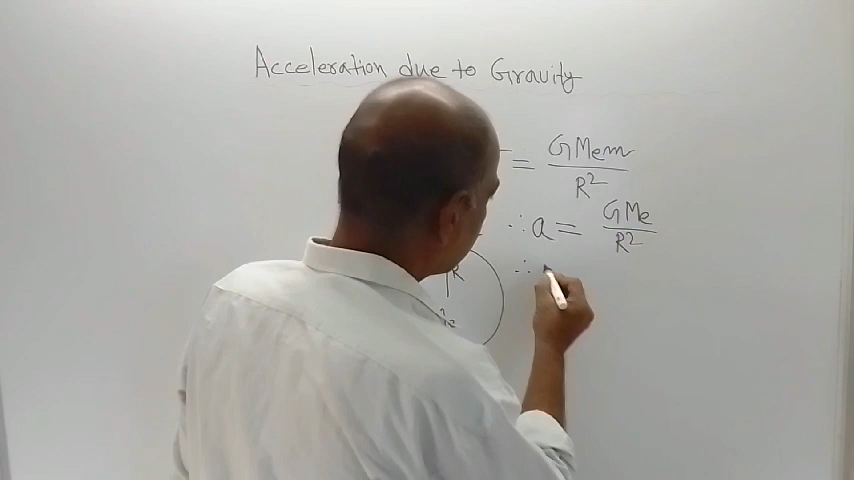 Acceleration due to Gravity
= GMem / R²
∴ a = GMe / R²
R
∴